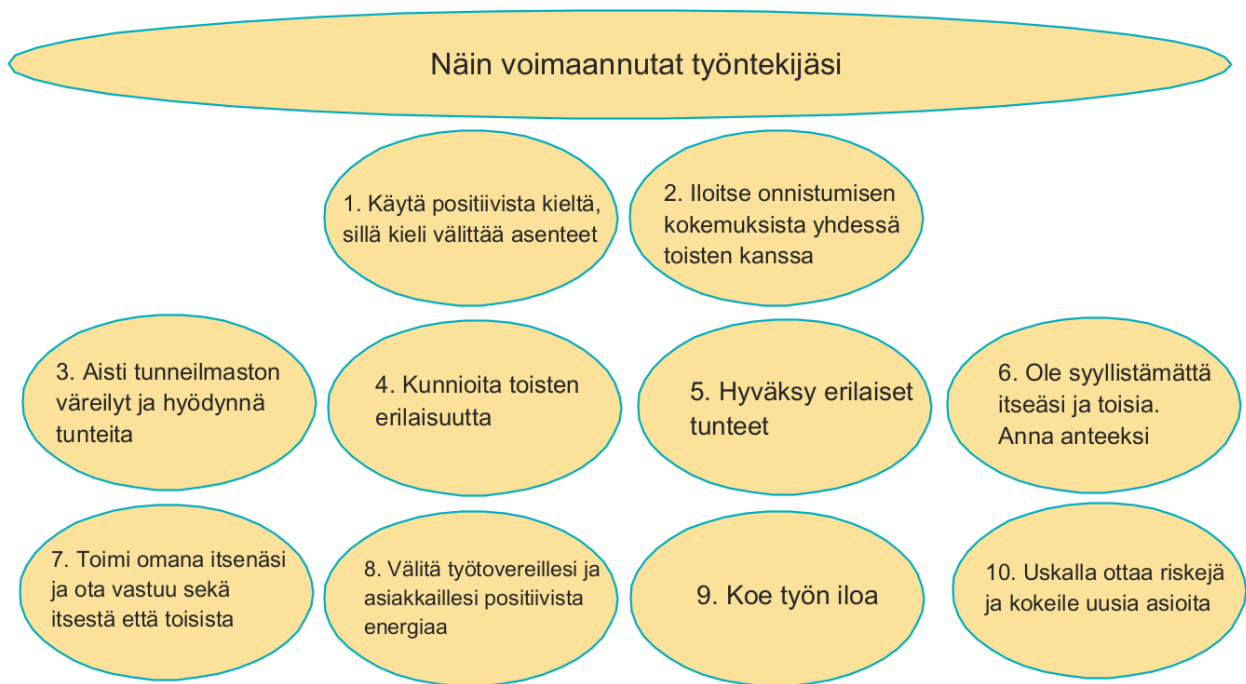 Näin voimaannutat työntekijäsi
1. Käytä positiivista kieltä,
sillä kieli välittää asenteet
2. Iloitse onnistumisen
kokemuksista yhdessä
toisten kanssa
3. Aisti tunneilmaston
väreilyt ja hyödynnä
tunteita
4. Kunnioita toisten
erilaisuutta
5. Hyväksy erilaiset
tunteet
6. Ole syyllistämättä
itseäsi ja toisia.
Anna anteeksi
7. Toimi omana itsenäsi
ja ota vastuu sekä
itsestä että toisista
8. Välitä työtovereillesi ja
asiakkaillesi positiivista
energiaa
9. Koe työn iloa
10. Uskalla ottaa riskejä
ja kokeile uusia asioita